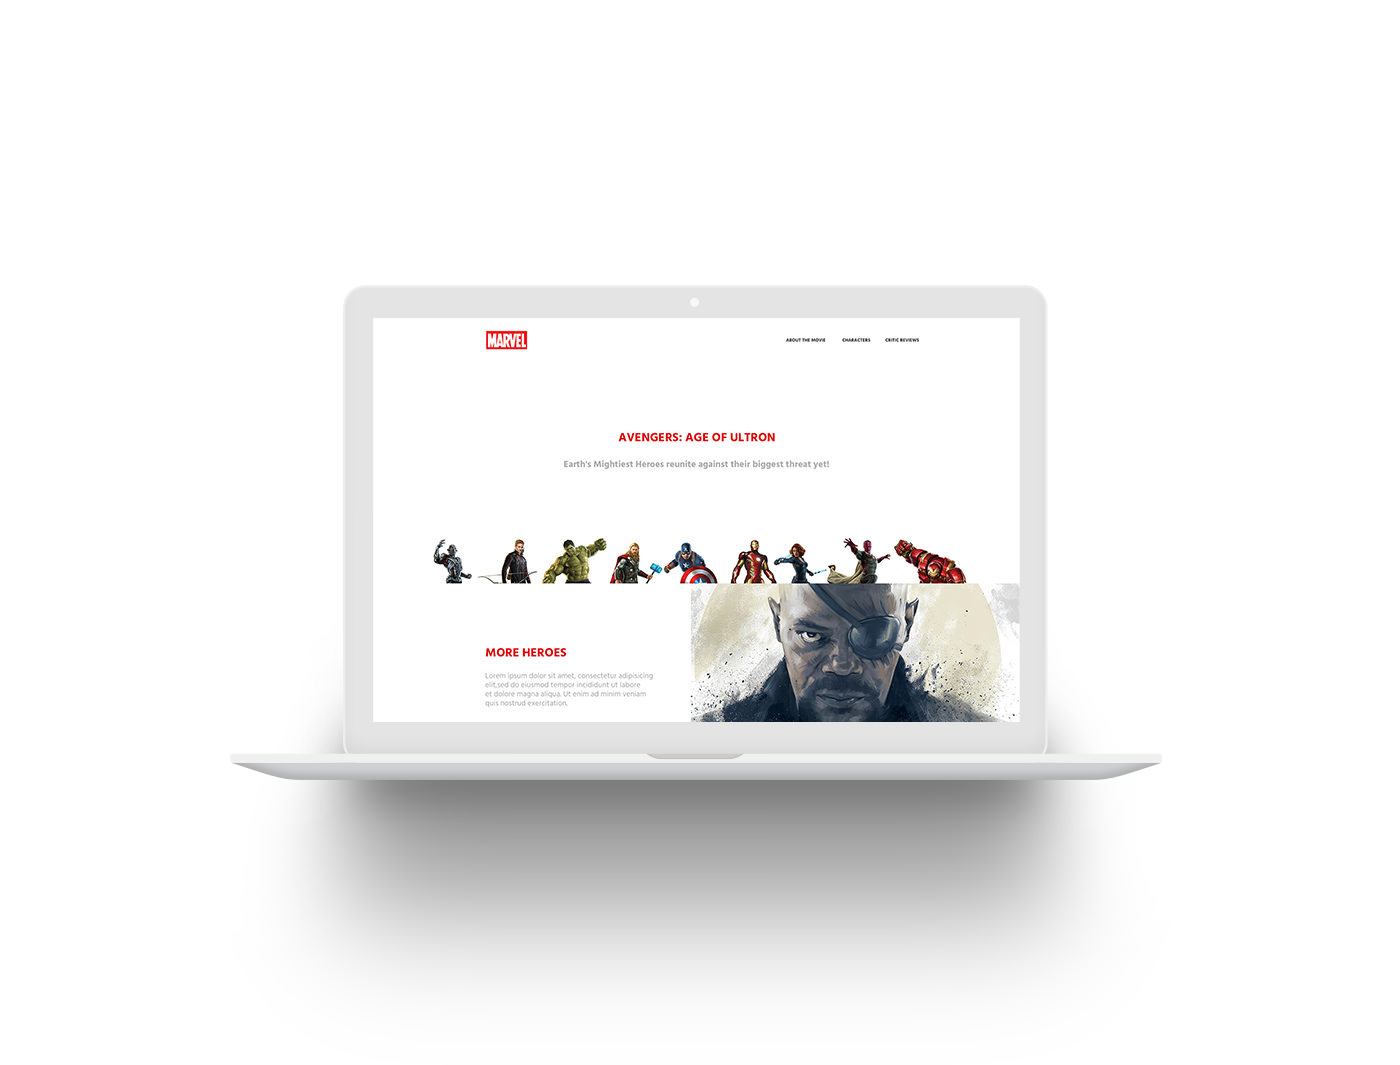 MARVEL
ABOUT THE MOVIE
CHARACTERS
CRITIC REVIEWS
AVENGERS: AGE OF ULTRON
Earth's Mightiest Heroes reunite against their biggest threat yet!
MORE HEROES
Lorem ipsum dolor sit amet, consectetur adipisicing
elit,sed do eiusmod tempor incididunt ut labore
et dolore magna aliqua. Ut enim ad minim veniam
quis nostrud exercitation.